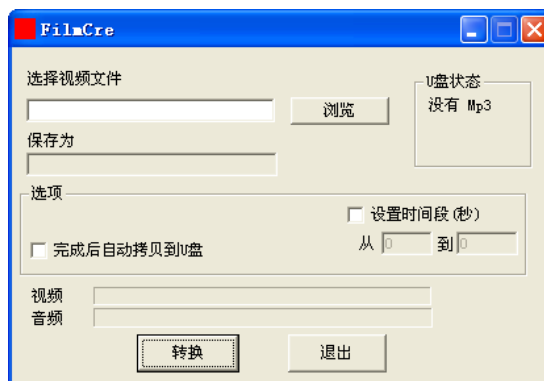 FilmCre
选择视频文件
浏览
U盘状态
没有 Mp3
保存为
选项
设置时间段(秒)
完成后自动拷贝到U盘
从 0 到 0
视频
音频
转换 退出